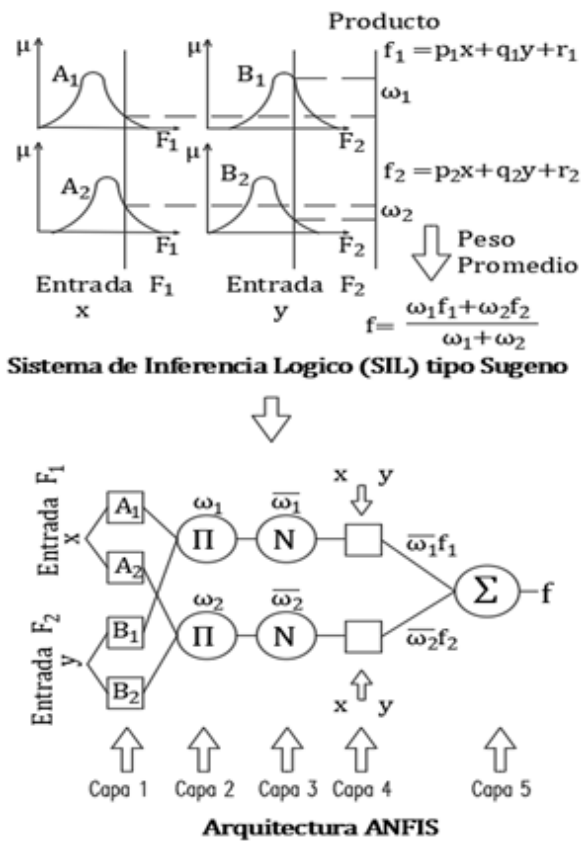 Producto
μ A₁ F₁ μ B₁ F₂ f₁ =p₁x+q₁y+r₁
ω₁
μ A₂ F₁ μ B₂ F₂ f₂ =p₂x+q₂y+r₂
ω₂
Entrada F₁ Entrada F₂ Peso
x y Promedio
f= ω₁f₁+ω₂f₂
ω₁+ω₂
Sistema de Inferencia Logico (SIL) tipo Sugeno
Entrada F₁
x
Entrada F₂
y
A₁ ω₁ ω̅₁ x y
Π N ω̅₁f₁
A₂
Σ f
B₁ ω₂ ω̅₂
Π N ω̅₂f₂
B₂ x y
Capa 1 Capa 2 Capa 3 Capa 4 Capa 5
Arquitectura ANFIS